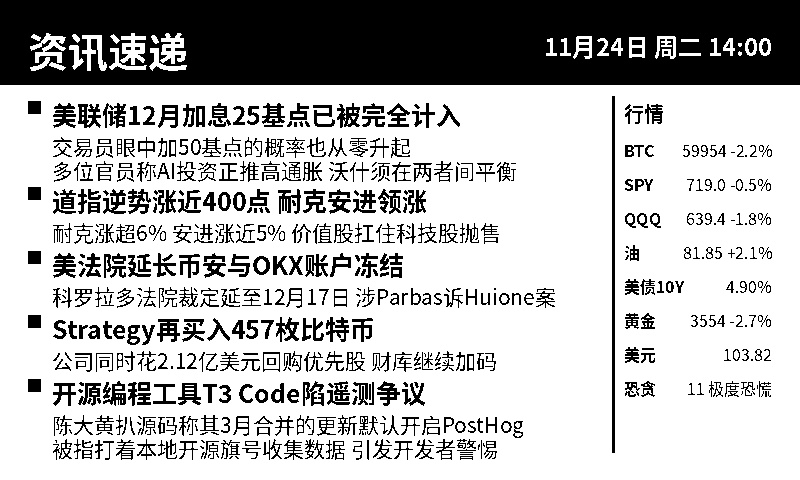 资讯速递
11月24日 周二 14:00
美联储12月加息25基点已被完全计入
交易员眼中加50基点的概率也从零升起
多位官员称AI投资正推高通胀 沃什须在两者间平衡
道指逆势涨近400点 耐克安进领涨
耐克涨超6% 安进涨近5% 价值股扛住科技股抛售
美法院延长币安与OKX账户冻结
科罗拉多法院裁定延至12月17日 涉Parbas诉Huione案
Strategy再买入457枚比特币
公司同时花2.12亿美元回购优先股 财库继续加码
开源编程工具T3 Code陷遥测争议
陈大黄扒源码称其3月合并的更新默认开启PostHog
被指打着本地开源旗号收集数据 引发开发者警惕
行情
BTC 59954 -2.2%
SPY 719.0 -0.5%
QQQ 639.4 -1.8%
油 81.85 +2.1%
美债10Y 4.90%
黄金 3554 -2.7%
美元 103.82
恐贪 11 极度恐慌